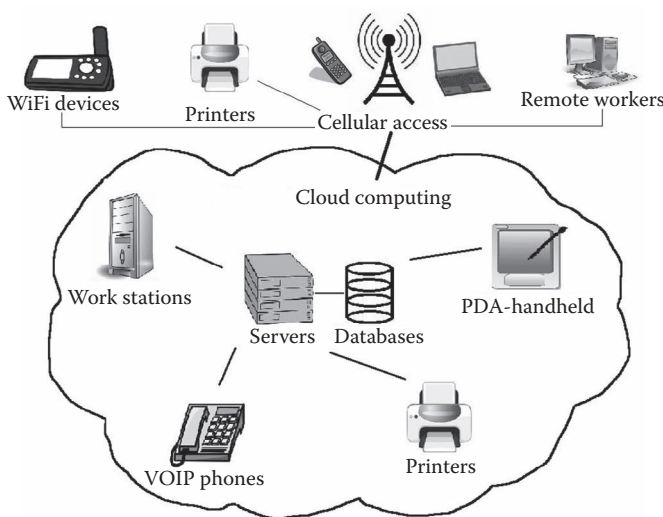 WiFi devices
Printers
Cellular access
Remote workers
Cloud computing
Work stations
Servers
Databases
PDA-handheld
VOIP phones
Printers